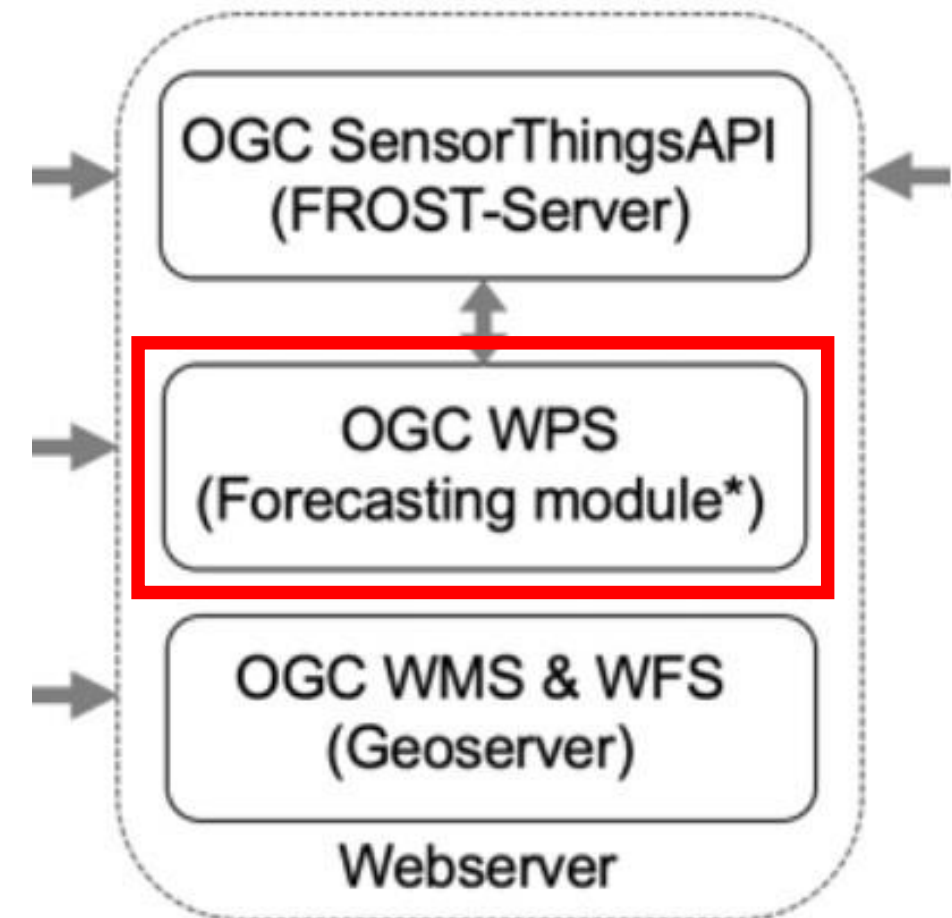 OGC SensorThingsAPI
(FROST-Server)
OGC WPS
(Forecasting module*)
OGC WMS & WFS
(Geoserver)
Webserver